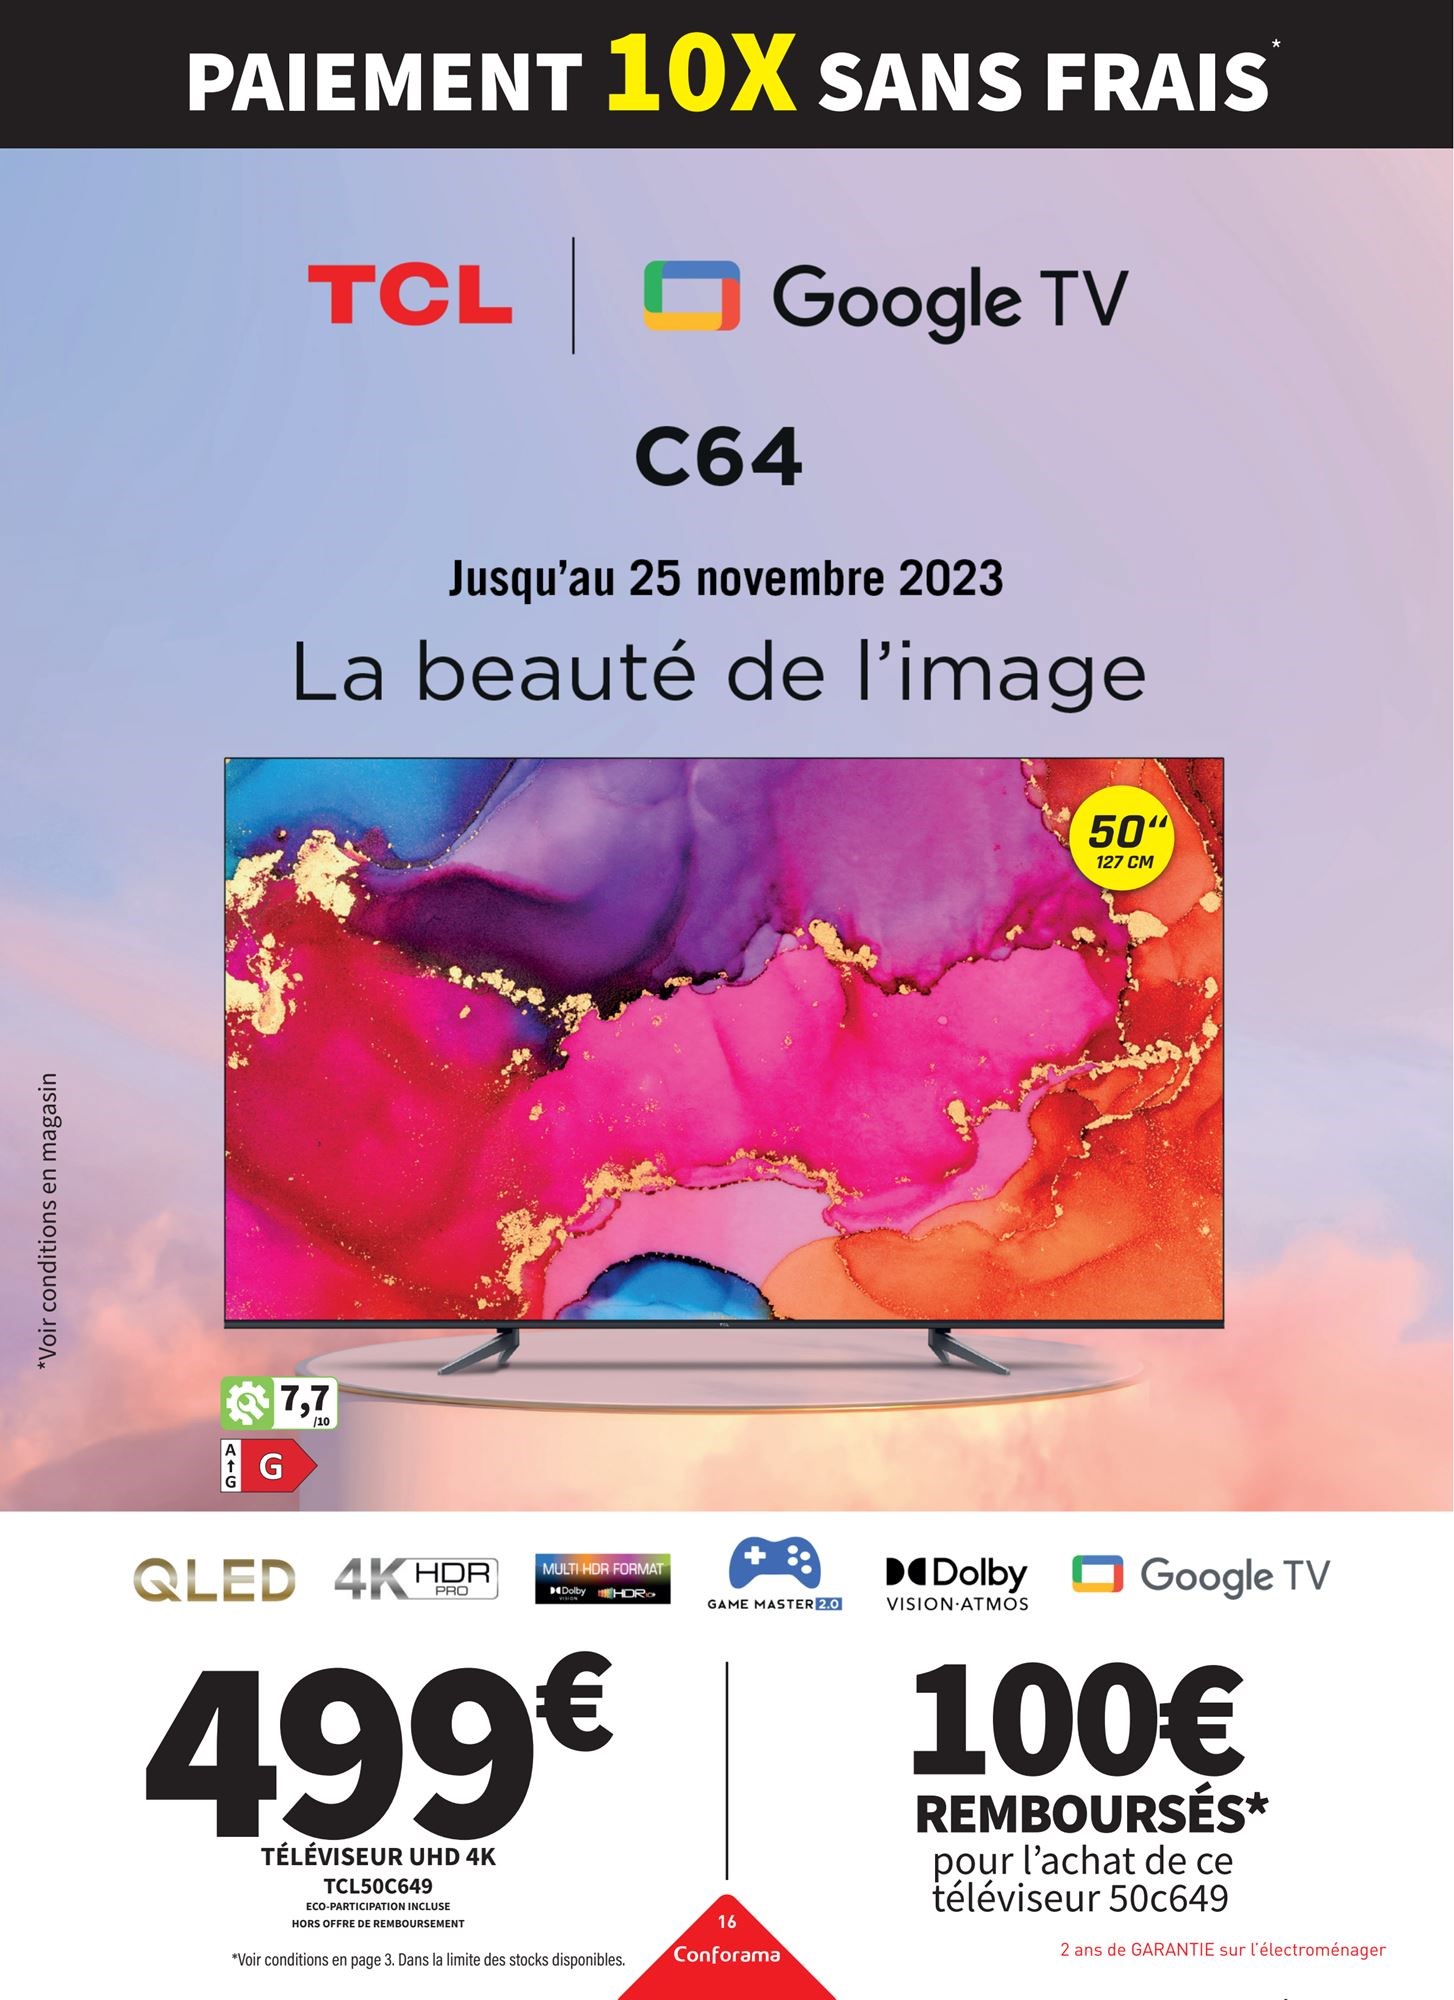 PAIEMENT 10X SANS FRAIS*
TCL
Google TV
C64
Jusqu'au 25 novembre 2023
La beauté de l'image
50“
127 CM
TCL
*Voir conditions en magasin
7,7
/10
A
↑
G
G
QLED
4K HDR
PRO
MULTI HDR FORMAT
Dolby
VISION
HDR10+
GAME MASTER 2.0
Dolby
VISION·ATMOS
Google TV
499€
TÉLÉVISEUR UHD 4K
TCL50C649
ECO-PARTICIPATION INCLUSE
HORS OFFRE DE REMBOURSEMENT
*Voir conditions en page 3. Dans la limite des stocks disponibles.
100€
REMBOURSÉS*
pour l'achat de ce
téléviseur 50c649
16
Conforama
2 ans de GARANTIE sur l'électroménager